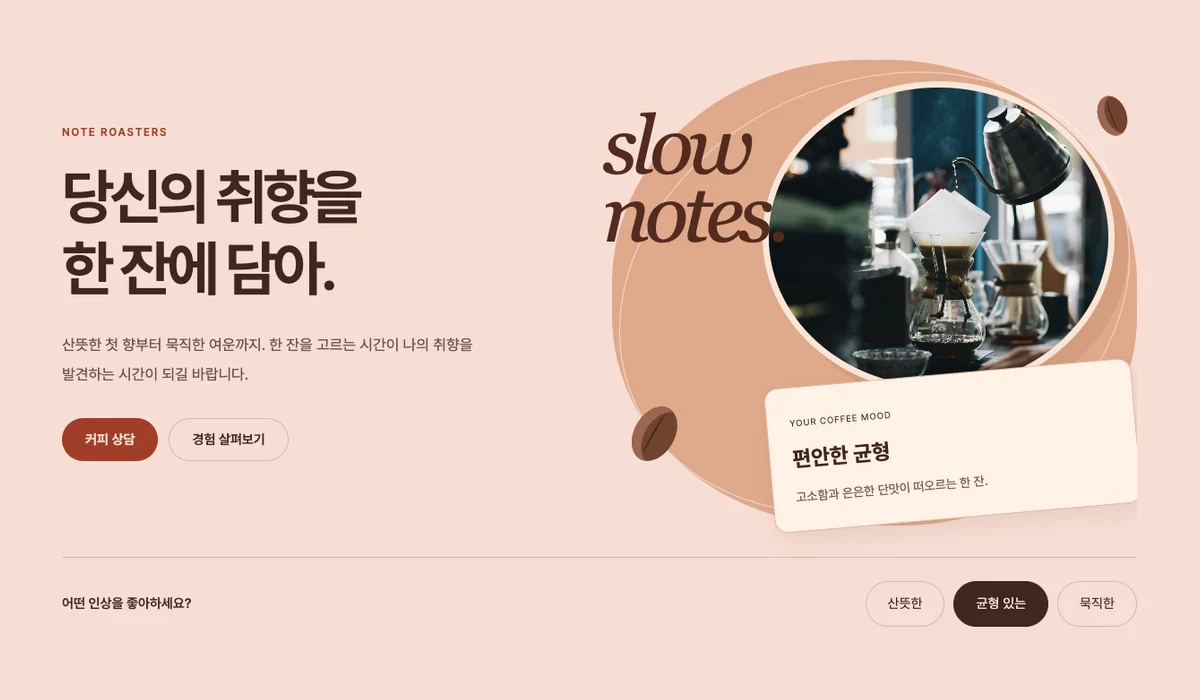 NOTE ROASTERS
당신의 취향을
한 잔에 담아.
산뜻한 첫 향부터 묵직한 여운까지. 한 잔을 고르는 시간이 나의 취향을
발견하는 시간이 되길 바랍니다.
커피 상담
경험 살펴보기
slow
notes.
YOUR COFFEE MOOD
편안한 균형
고소함과 은은한 단맛이 떠오르는 한 잔.
어떤 인상을 좋아하세요?
산뜻한
균형 있는
묵직한